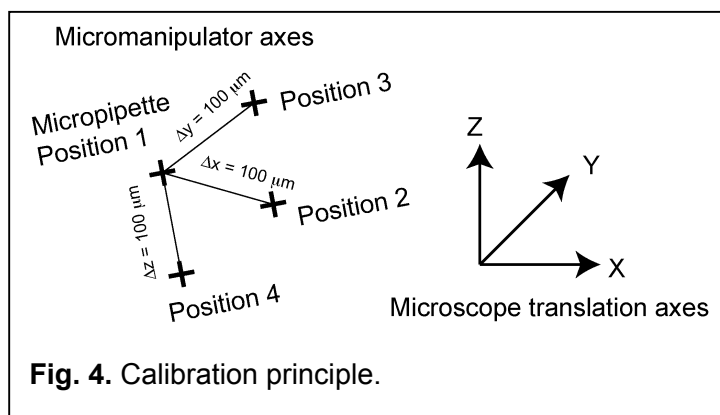 Micromanipulator axes
Micropipette
Position 1
Δy = 100 μm
Position 3
Δx = 100 μm
Position 2
Δz = 100 μm
Position 4
Z
Y
X
Microscope translation axes
Fig. 4. Calibration principle.